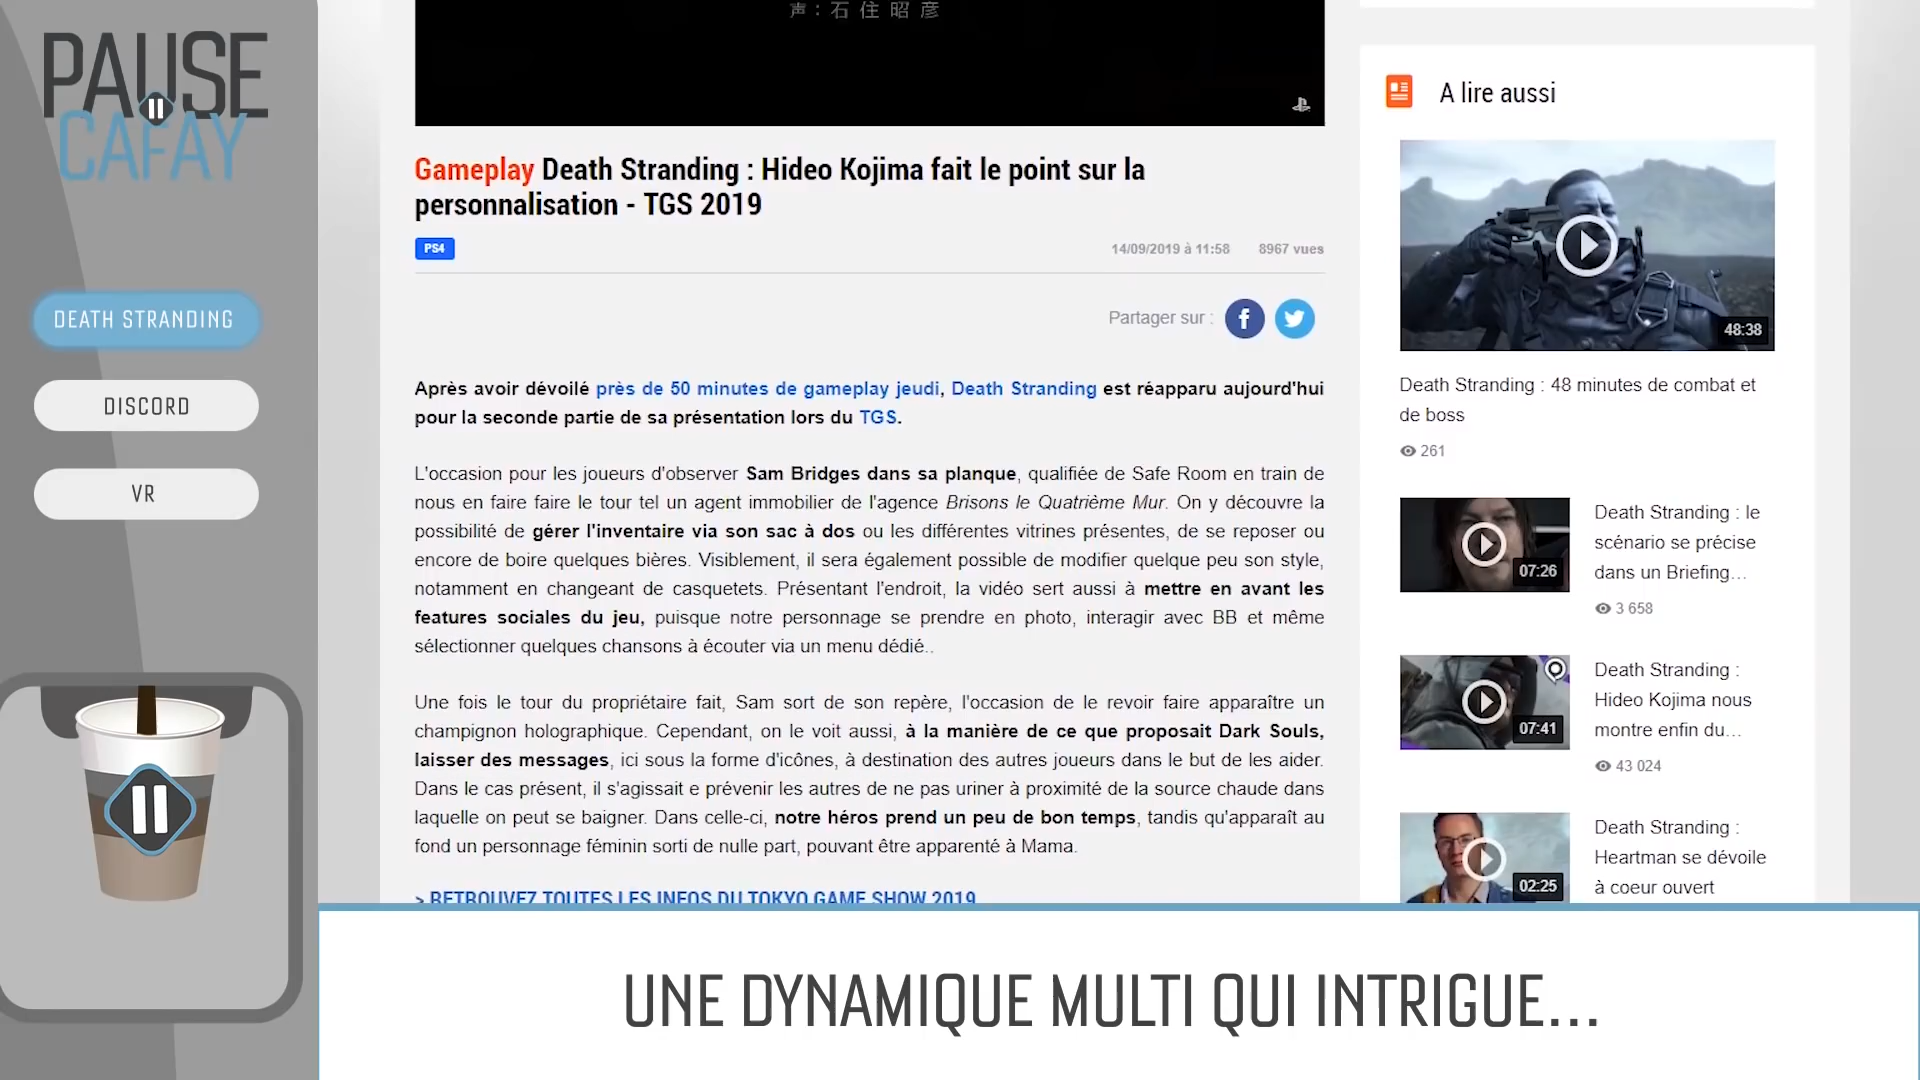 PAUSE
CAFAY
DEATH STRANDING
DISCORD
VR
声：石住昭彦
Gameplay Death Stranding : Hideo Kojima fait le point sur la
personnalisation - TGS 2019
PS4
14/09/2019 à 11:58 8967 vues
Partager sur :
Après avoir dévoilé près de 50 minutes de gameplay jeudi, Death Stranding est réapparu aujourd'hui
pour la seconde partie de sa présentation lors du TGS.
L'occasion pour les joueurs d'observer Sam Bridges dans sa planque, qualifiée de Safe Room en train de
nous en faire faire le tour tel un agent immobilier de l'agence Brisons le Quatrième Mur. On y découvre la
possibilité de gérer l'inventaire via son sac à dos ou les différentes vitrines présentes, de se reposer ou
encore de boire quelques bières. Visiblement, il sera également possible de modifier quelque peu son style,
notamment en changeant de casquetets. Présentant l'endroit, la vidéo sert aussi à mettre en avant les
features sociales du jeu, puisque notre personnage se prendre en photo, interagir avec BB et même
sélectionner quelques chansons à écouter via un menu dédié..
Une fois le tour du propriétaire fait, Sam sort de son repère, l'occasion de le revoir faire apparaître un
champignon holographique. Cependant, on le voit aussi, à la manière de ce que proposait Dark Souls,
laisser des messages, ici sous la forme d'icônes, à destination des autres joueurs dans le but de les aider.
Dans le cas présent, il s'agissait e prévenir les autres de ne pas uriner à proximité de la source chaude dans
laquelle on peut se baigner. Dans celle-ci, notre héros prend un peu de bon temps, tandis qu'apparaît au
fond un personnage féminin sorti de nulle part, pouvant être apparenté à Mama.
> RETROUVEZ TOUTES LES INFOS DU TOKYO GAME SHOW 2019
A lire aussi
48:38
Death Stranding : 48 minutes de combat et
de boss
261
07:26
Death Stranding : le
scénario se précise
dans un Briefing...
3 658
07:41
Death Stranding :
Hideo Kojima nous
montre enfin du...
43 024
02:25
Death Stranding :
Heartman se dévoile
à coeur ouvert
UNE DYNAMIQUE MULTI QUI INTRIGUE...